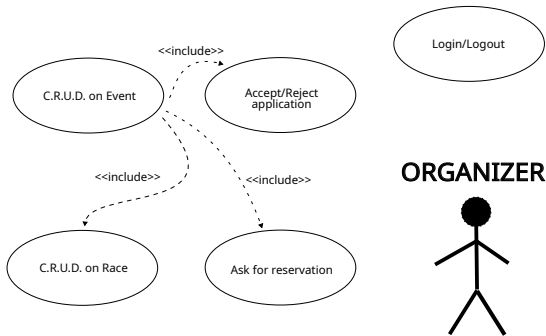 Login/Logout
<<include>>
C.R.U.D. on Event
Accept/Reject
application
ORGANIZER
<<include>>
<<include>>
C.R.U.D. on Race
Ask for reservation